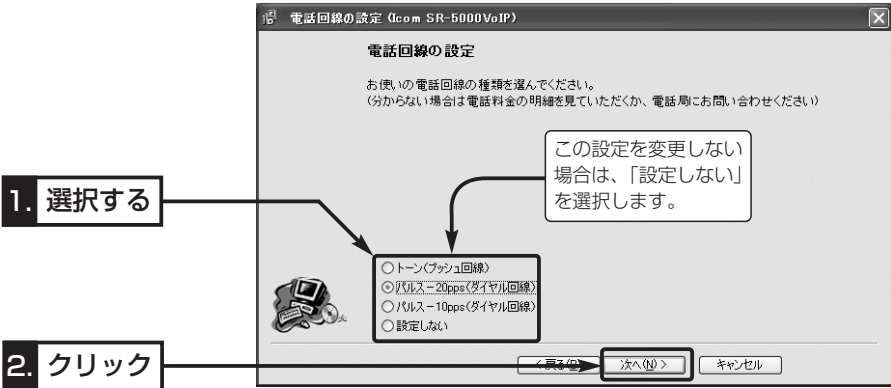 電話回線の設定 (Icom SR-5000VoIP)
電話回線の設定
お使いの電話回線の種類を選んでください。
(分からない場合は電話料金の明細を見ていただくか、電話局にお問い合わせください)
この設定を変更しない
場合は、「設定しない」
を選択します。
1. 選択する
トーン(プッシュ回線)
パルス－20pps(ダイヤル回線)
パルス－10pps(ダイヤル回線)
設定しない
2. クリック
< 戻る(B) 次へ(N) > キャンセル